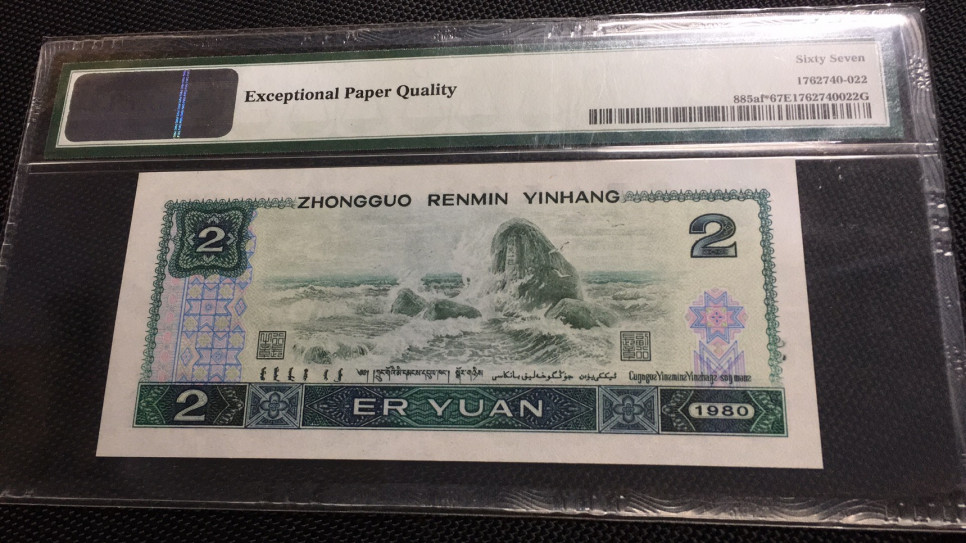 Sixty Seven
Exceptional Paper Quality
1762740-022
885af*67E1762740022G
ZHONGGUO RENMIN YINHANG
2
2
2
ER YUAN
1980